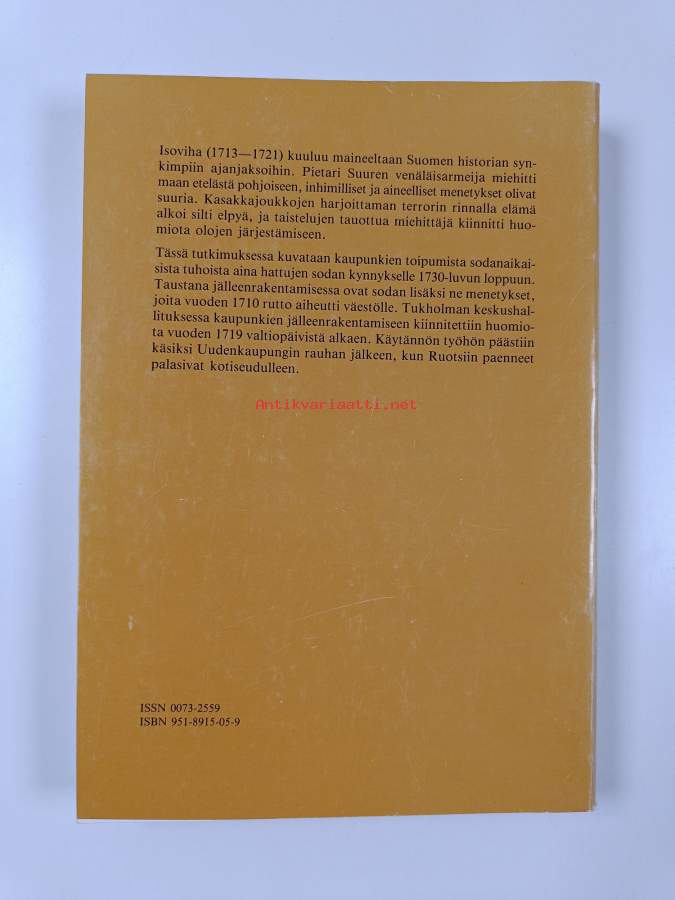 Isoviha (1713—1721) kuuluu maineeltaan Suomen historian syn-
kimpiin ajanjaksoihin. Pietari Suuren venäläisarmeija miehitti
maan etelästä pohjoiseen, inhimilliset ja aineelliset menetykset olivat
suuria. Kasakkajoukkojen harjoittaman terrorin rinnalla elämä
alkoi silti elpyä, ja taistelujen tauottua miehittäjä kiinnitti huo-
miota olojen järjestämiseen.
Tässä tutkimuksessa kuvataan kaupunkien toipumista sodanaikai-
sista tuhoista aina hattujen sodan kynnykselle 1730-luvun loppuun.
Taustana jälleenrakentamisessa ovat sodan lisäksi ne menetykset,
joita vuoden 1710 rutto aiheutti väestölle. Tukholman keskushal-
lituksessa kaupunkien jälleenrakentamiseen kiinnitettiin huomio-
ta vuoden 1719 valtiopäivistä alkaen. Käytännön työhön päästiin
käsiksi Uudenkaupungin rauhan jälkeen, kun Ruotsiin paenneet
palasivat kotiseudulleen.
Antikvariaatti.net
ISSN 0073-2559
ISBN 951-8915-05-9